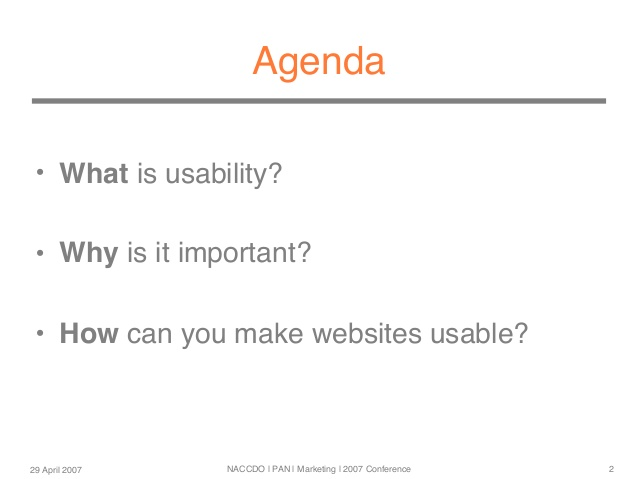 Agenda
• What is usability?
• Why is it important?
• How can you make websites usable?
29 April 2007
NACCDO | PAN | Marketing | 2007 Conference
2